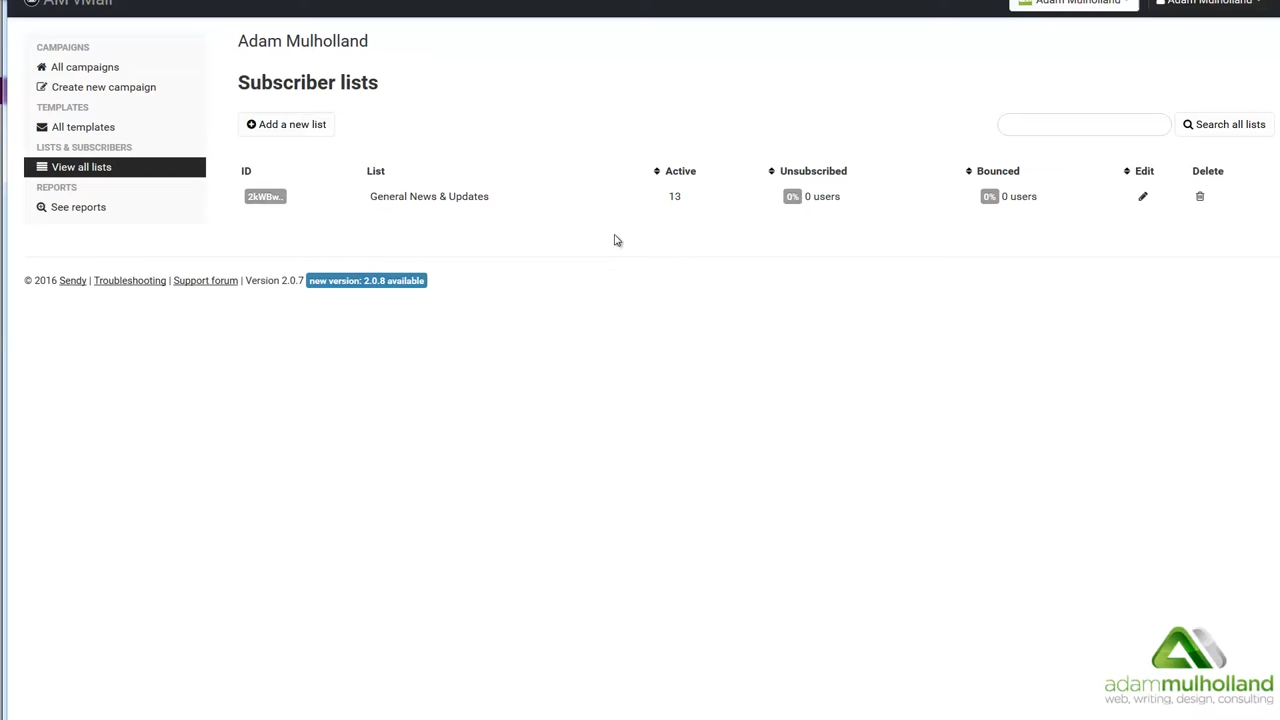 AM vMail
Adam Mulholland
Adam Mulholland
CAMPAIGNS
All campaigns
Create new campaign
TEMPLATES
All templates
LISTS & SUBSCRIBERS
View all lists
REPORTS
See reports
Adam Mulholland
Subscriber lists
Add a new list
Search all lists
ID List Active Unsubscribed Bounced Edit Delete
2kWBw.. General News & Updates 13 0% 0 users 0% 0 users
© 2016 Sendy | Troubleshooting | Support forum | Version 2.0.7 new version: 2.0.8 available
adammulholland
web, writing, design, consulting